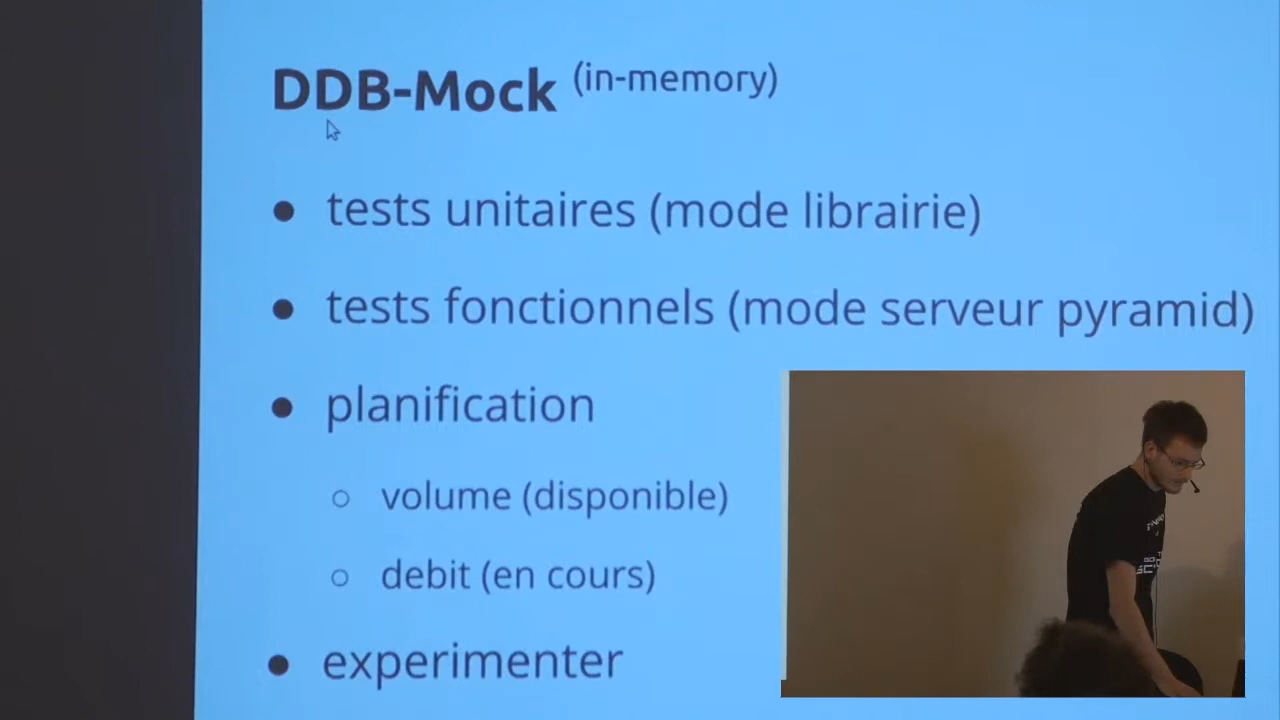 DDB-Mock (in-memory)
● tests unitaires (mode librairie)
● tests fonctionnels (mode serveur pyramid)
● planification
○ volume (disponible)
○ debit (en cours)
● experimenter